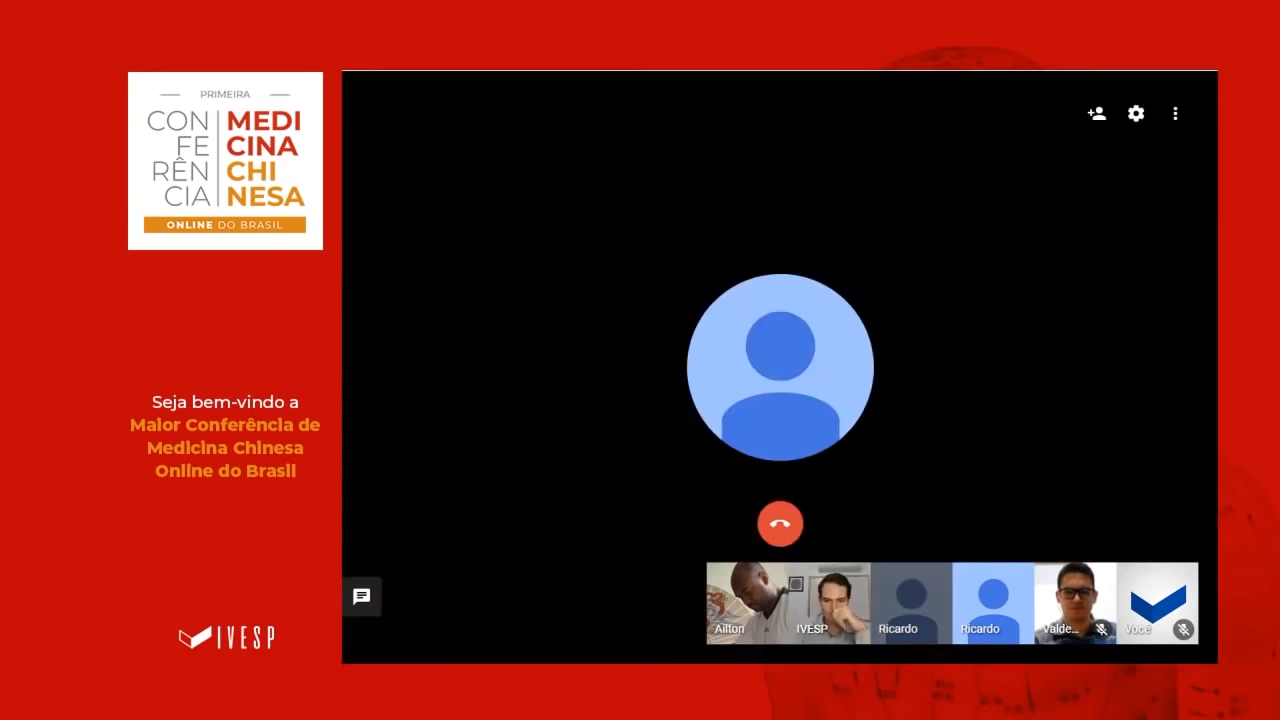 PRIMEIRA
CON
FE
RÊN
CIA
MEDI
CINA
CHI
NESA
ONLINE DO BRASIL
Seja bem-vindo a
Maior Conferência de
Medicina Chinesa
Online do Brasil
IVESP
Ailton
IVESP
Ricardo
Ricardo
Valde...
Você